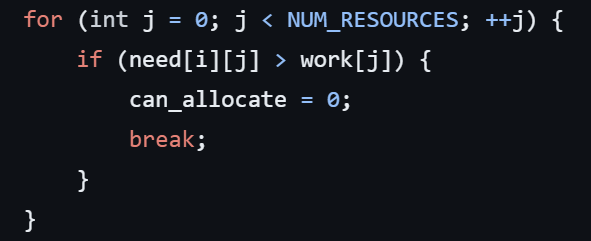 for (int j = 0; j < NUM_RESOURCES; ++j) {
    if (need[i][j] > work[j]) {
        can_allocate = 0;
        break;
    }
}